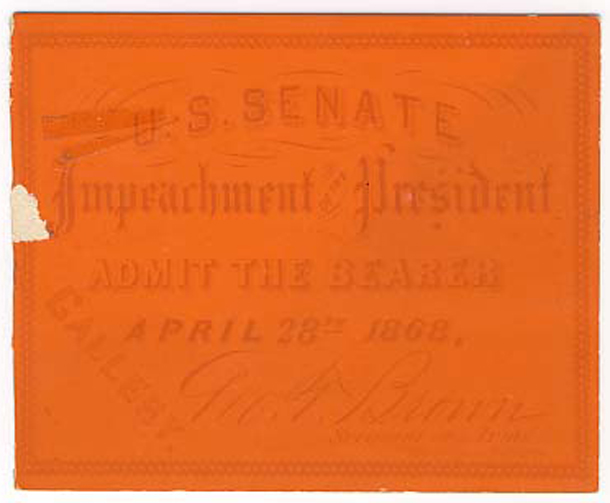 U.S. SENATE
Impeachment OF THE President
ADMIT THE BEARER
APRIL 28TH 1868.
GALLERY
Geo. T. Brown